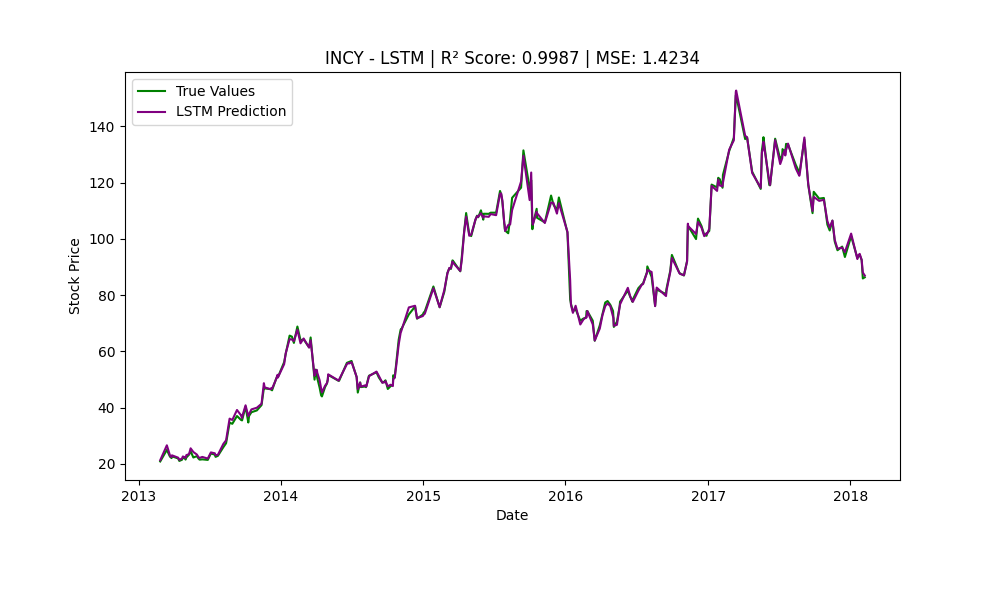 INCY - LSTM | R² Score: 0.9987 | MSE: 1.4234
True Values
LSTM Prediction
140
120
100
80
60
40
20
Stock Price
2013 2014 2015 2016 2017 2018
Date